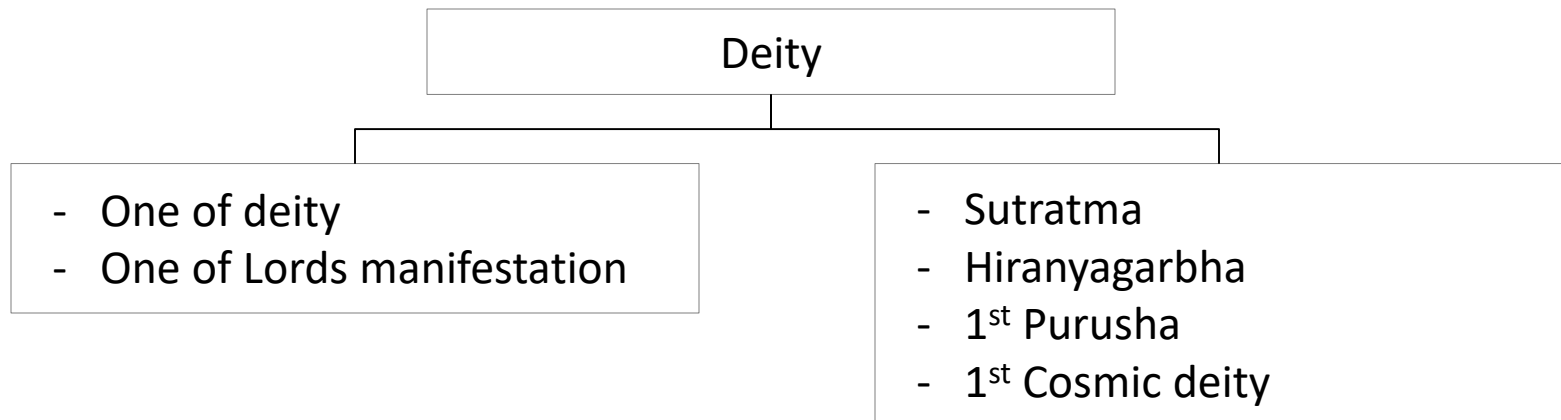 Deity
- One of deity
- One of Lords manifestation
- Sutratma
- Hiranyagarbha
- 1st Purusha
- 1st Cosmic deity